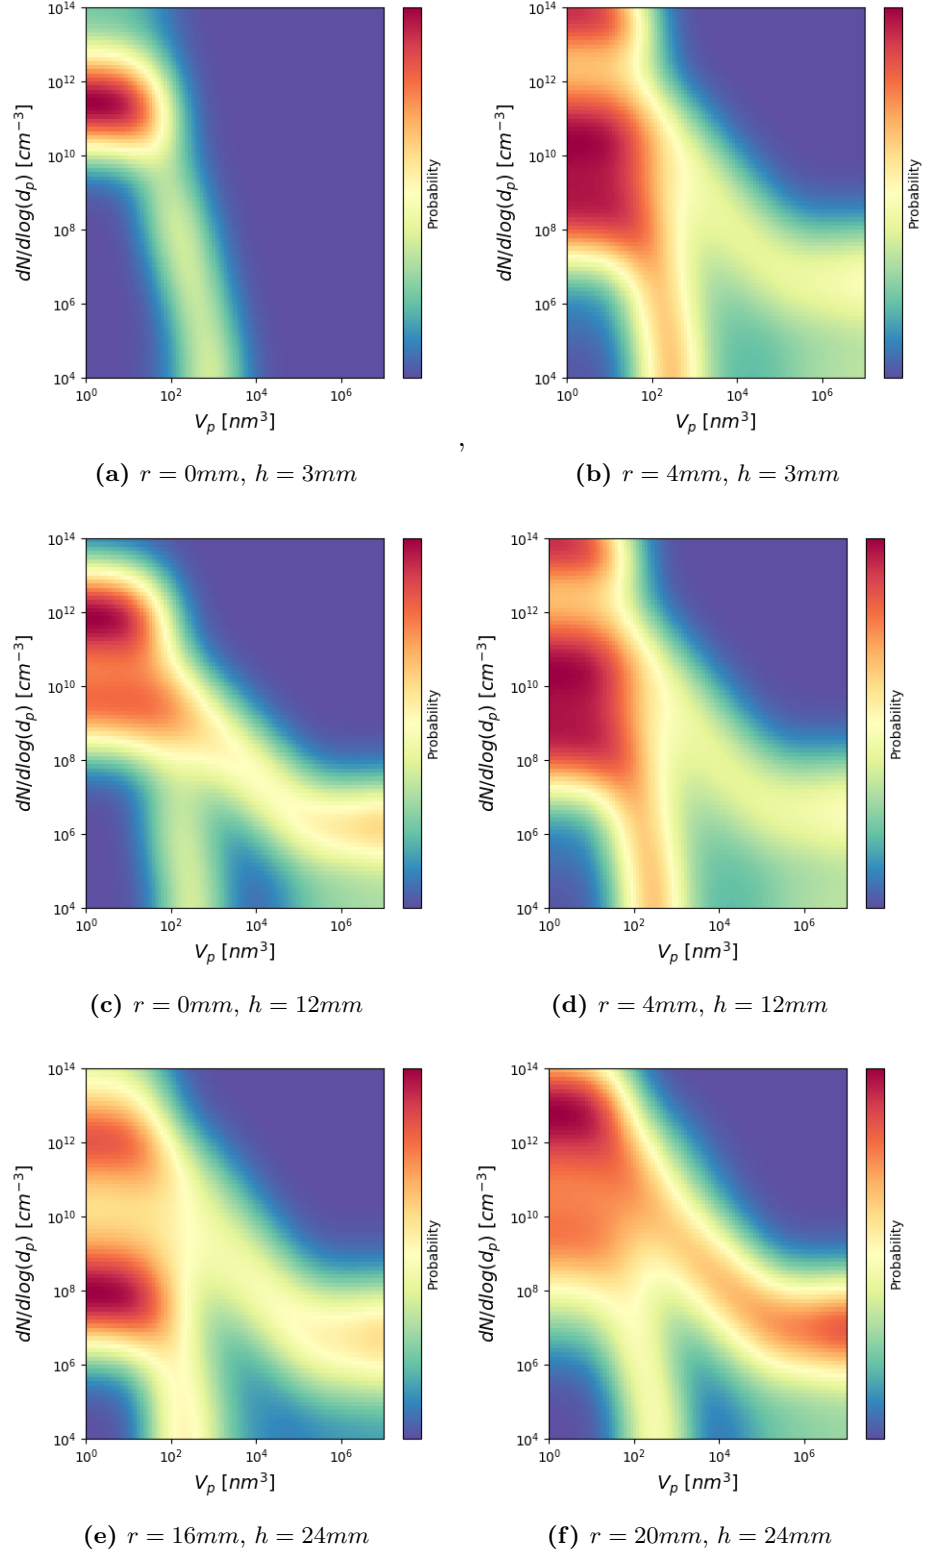 10^14
10^12
10^10
10^8
10^6
10^4
dN/dlog(d_p) [cm^−3]
10^0 10^2 10^4 10^6
V_p [nm^3]
Probability
(a) r = 0mm, h = 3mm
,
10^14
10^12
10^10
10^8
10^6
10^4
dN/dlog(d_p) [cm^−3]
10^0 10^2 10^4 10^6
V_p [nm^3]
Probability
(b) r = 4mm, h = 3mm
10^14
10^12
10^10
10^8
10^6
10^4
dN/dlog(d_p) [cm^−3]
10^0 10^2 10^4 10^6
V_p [nm^3]
Probability
(c) r = 0mm, h = 12mm
10^14
10^12
10^10
10^8
10^6
10^4
dN/dlog(d_p) [cm^−3]
10^0 10^2 10^4 10^6
V_p [nm^3]
Probability
(d) r = 4mm, h = 12mm
10^14
10^12
10^10
10^8
10^6
10^4
dN/dlog(d_p) [cm^−3]
10^0 10^2 10^4 10^6
V_p [nm^3]
Probability
(e) r = 16mm, h = 24mm
10^14
10^12
10^10
10^8
10^6
10^4
dN/dlog(d_p) [cm^−3]
10^0 10^2 10^4 10^6
V_p [nm^3]
Probability
(f) r = 20mm, h = 24mm